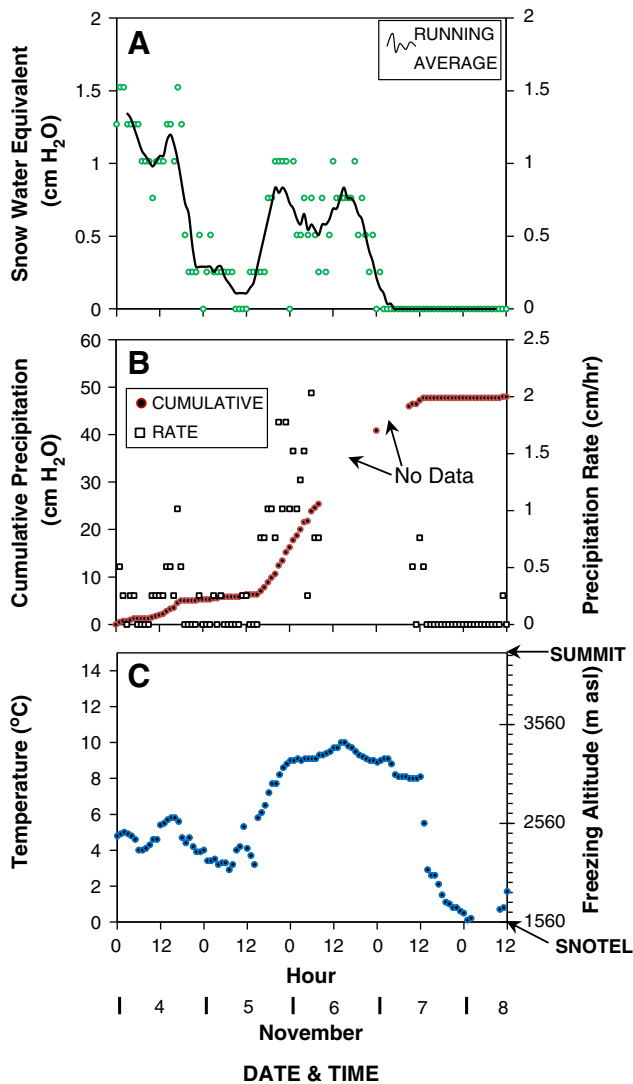 A
RUNNING
AVERAGE
Snow Water Equivalent
(cm H2O)
2
1.5
1
0.5
0
2
1.5
1
0.5
0
B
CUMULATIVE
RATE
No Data
Cumulative Precipitation
(cm H2O)
60
50
40
30
20
10
0
2.5
2
1.5
1
0.5
0
Precipitation Rate (cm/hr)
C
Temperature (ºC)
14
12
10
8
6
4
2
0
SUMMIT
3560
2560
1560
SNOTEL
Freezing Altitude (m asl)
0 12 0 12 0 12 0 12 0 12
Hour
4 5 6 7 8
November
DATE & TIME